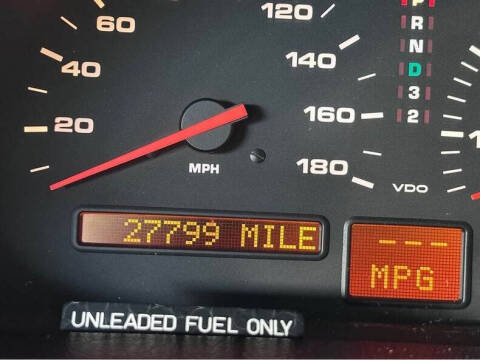 60
40
20
120
140
160
180
MPH
VDO
P
R
N
D
3
2
27799 MILE
---
MPG
UNLEADED FUEL ONLY